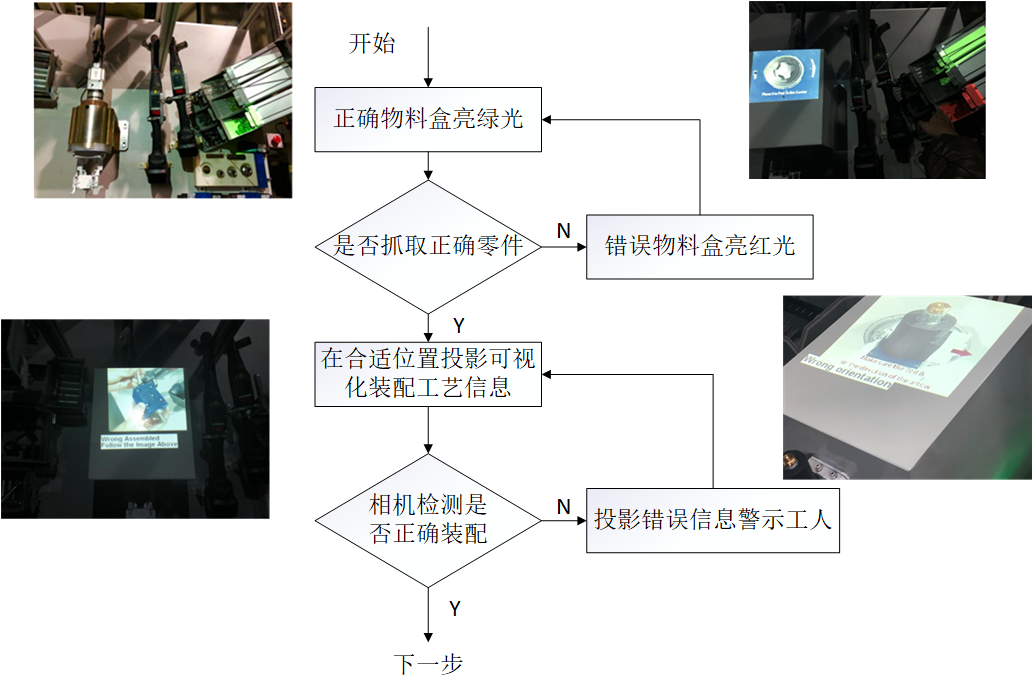 开始
正确物料盒亮绿光
是否抓取正确零件
N
错误物料盒亮红光
Y
在合适位置投影可视
化装配工艺信息
Wrong Assembled
Follow the Image Above
Wrong orientation
相机检测是
否正确装配
N
投影错误信息警示工人
Y
下一步